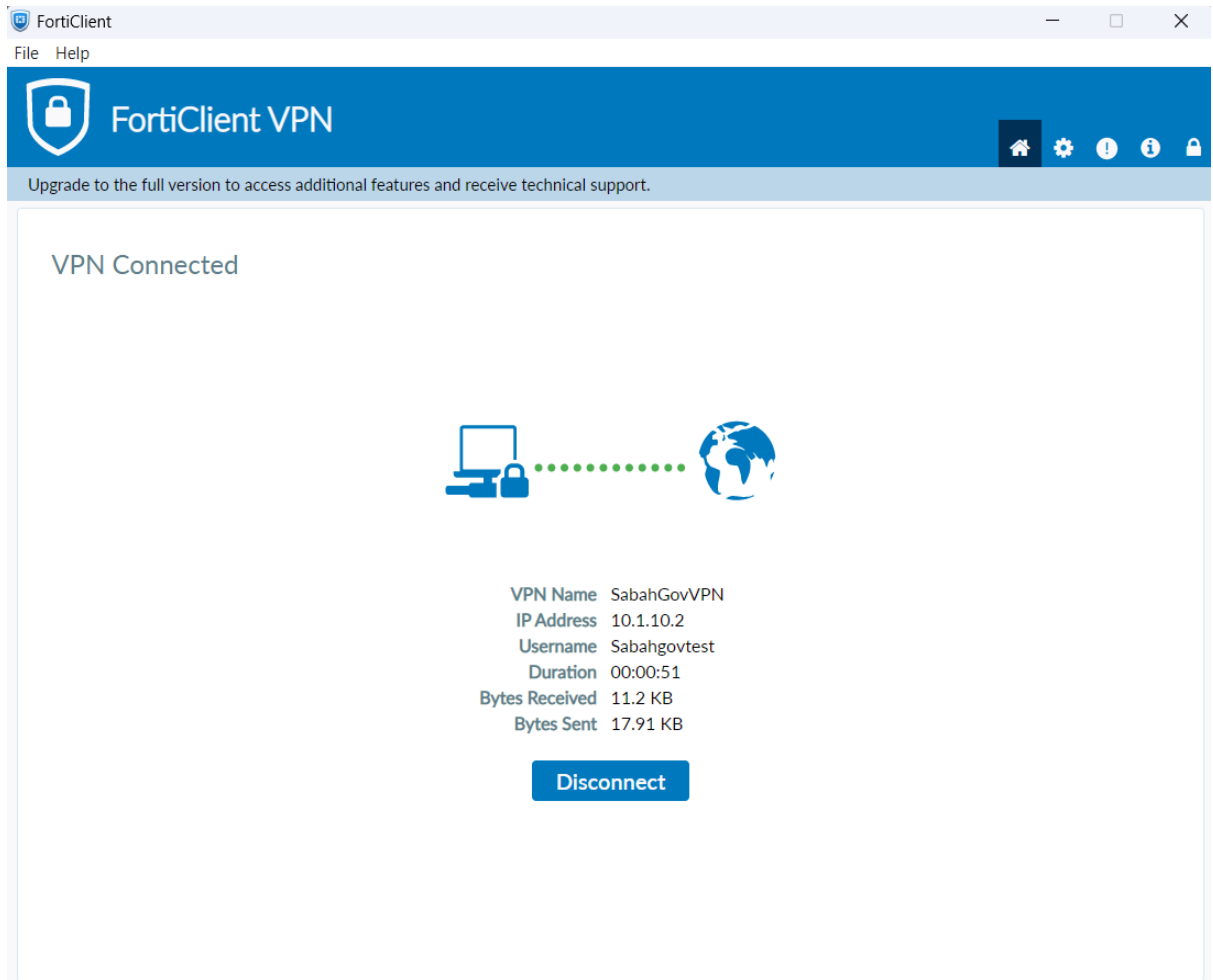 FortiClient
File Help
FortiClient VPN
Upgrade to the full version to access additional features and receive technical support.
VPN Connected
VPN Name SabahGovVPN
IP Address 10.1.10.2
Username Sabahgovtest
Duration 00:00:51
Bytes Received 11.2 KB
Bytes Sent 17.91 KB
Disconnect